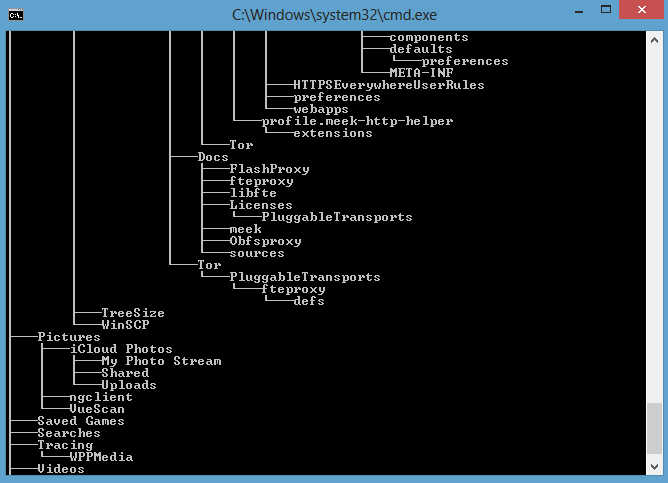 C:\Windows\system32\cmd.exe
components
defaults
preferences
META-INF
HTTPSEverywhereUserRules
preferences
webapps
profile.meek-http-helper
extensions
Tor
Docs
FlashProxy
fteproxy
libfte
Licenses
PluggableTransports
meek
Obfsproxy
sources
Tor
PluggableTransports
fteproxy
defs
TreeSize
WinSCP
Pictures
iCloud Photos
My Photo Stream
Shared
Uploads
ngclient
VueScan
Saved Games
Searches
Tracing
WPPMedia
Videos